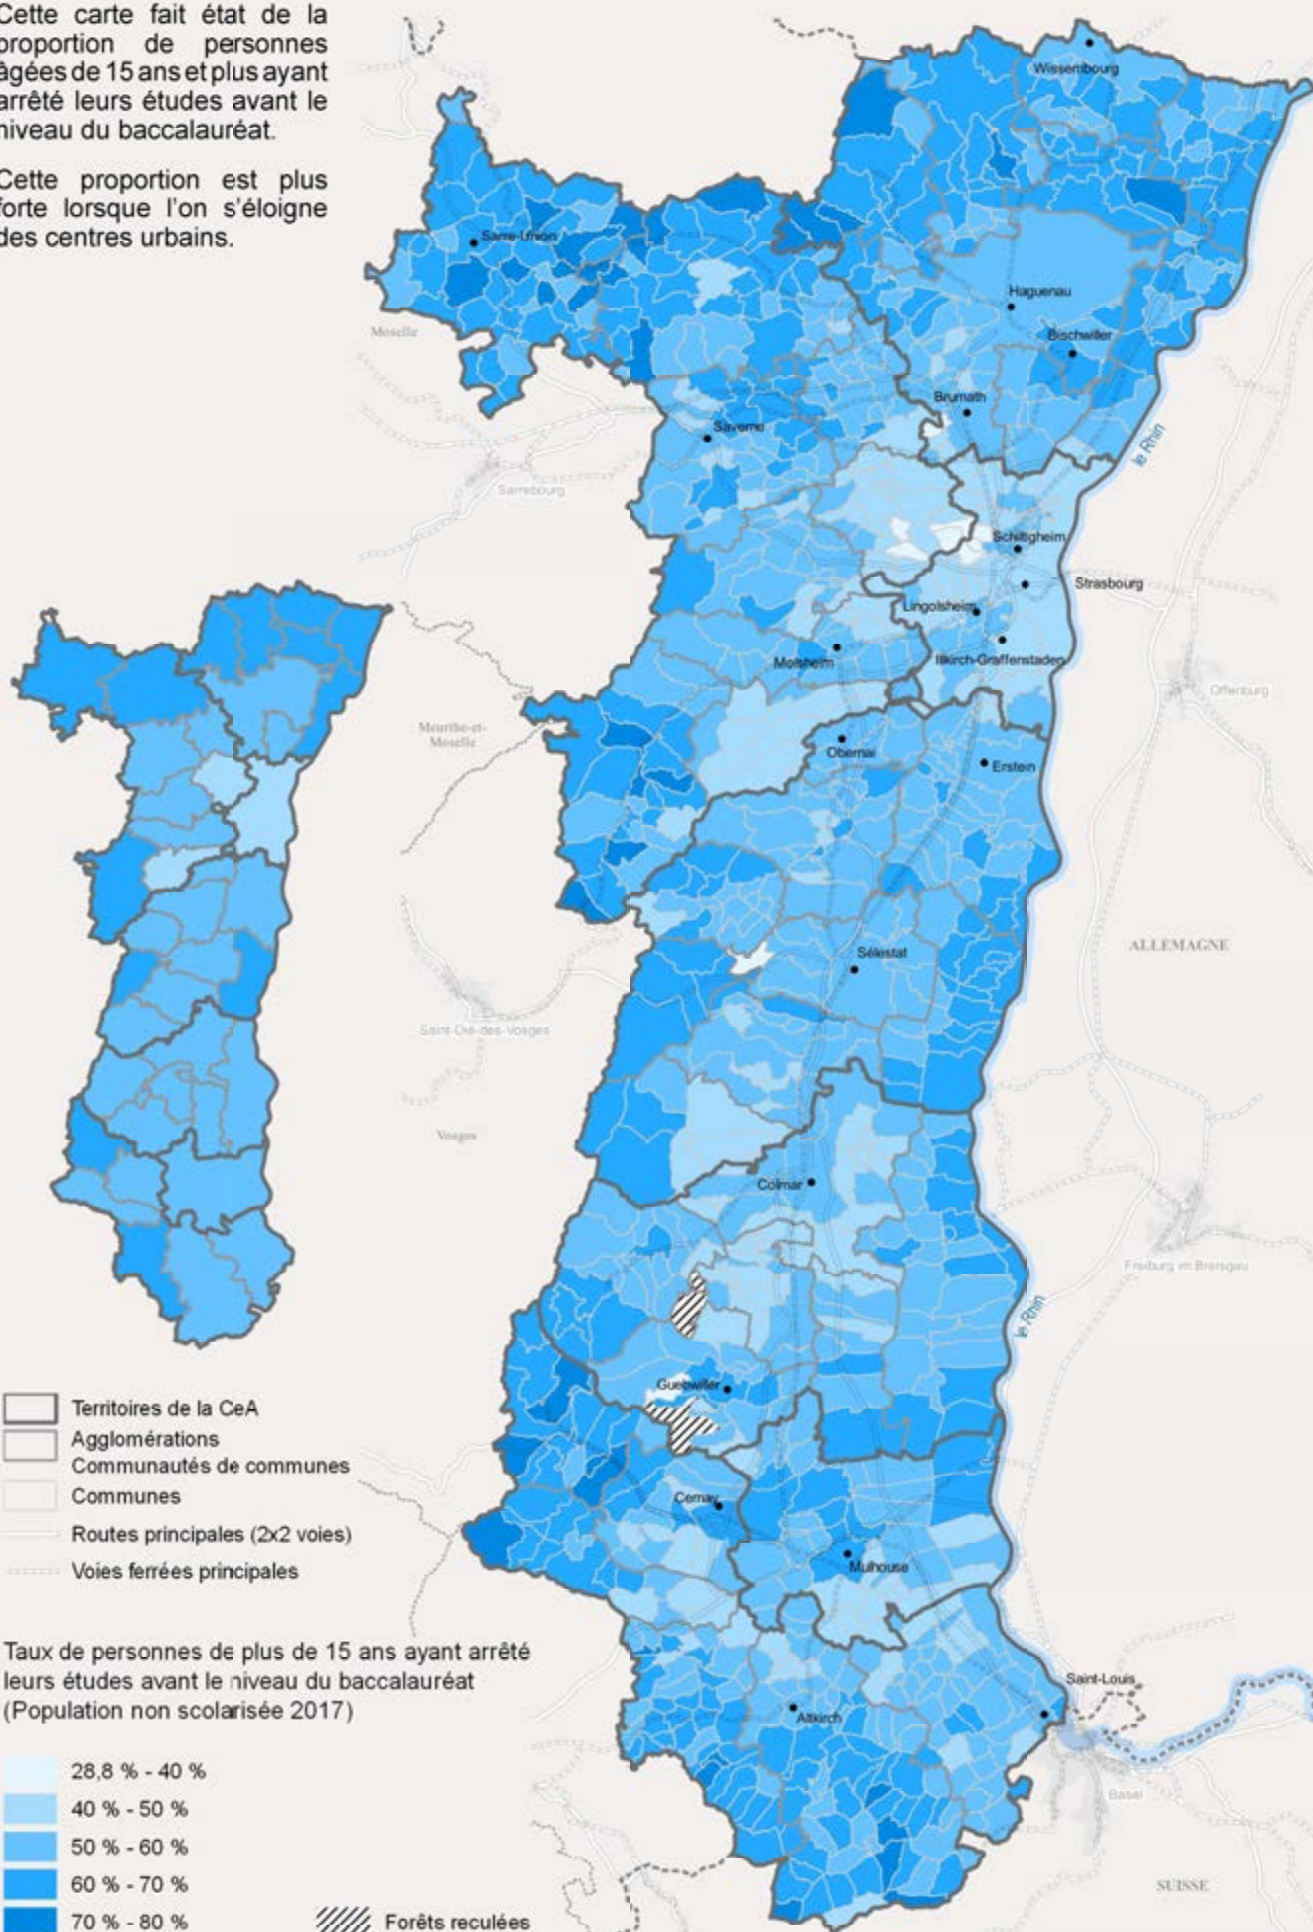 Cette carte fait état de la
proportion de personnes
âgées de 15 ans et plus ayant
arrêté leurs études avant le
niveau du baccalauréat.
Cette proportion est plus
forte lorsque l'on s'éloigne
des centres urbains.
Wissembourg
Sarre-Union
Haguenau
Moselle
Bischwiller
Brumath
Saverne
le Rhin
Sarrebourg
Schiltigheim
Strasbourg
Lingolsheim
Molsheim
Illkirch-Graffenstaden
Offenburg
Meurthe-et-
Moselle
Obernai
Erstein
ALLEMAGNE
Sélestat
Saint-Dié-des-Vosges
Vosges
Colmar
Freiburg im Breisgau
le Rhin
Guebwiller
Territoires de la CeA
Agglomérations
Communautés de communes
Communes
Routes principales (2x2 voies)
Voies ferrées principales
Cernay
Mulhouse
Taux de personnes de plus de 15 ans ayant arrêté
leurs études avant le niveau du baccalauréat
(Population non scolarisée 2017)
Saint-Louis
Altkirch
Basel
SUISSE
28,8 % - 40 %
40 % - 50 %
50 % - 60 %
60 % - 70 %
70 % - 80 %
Forêts reculées